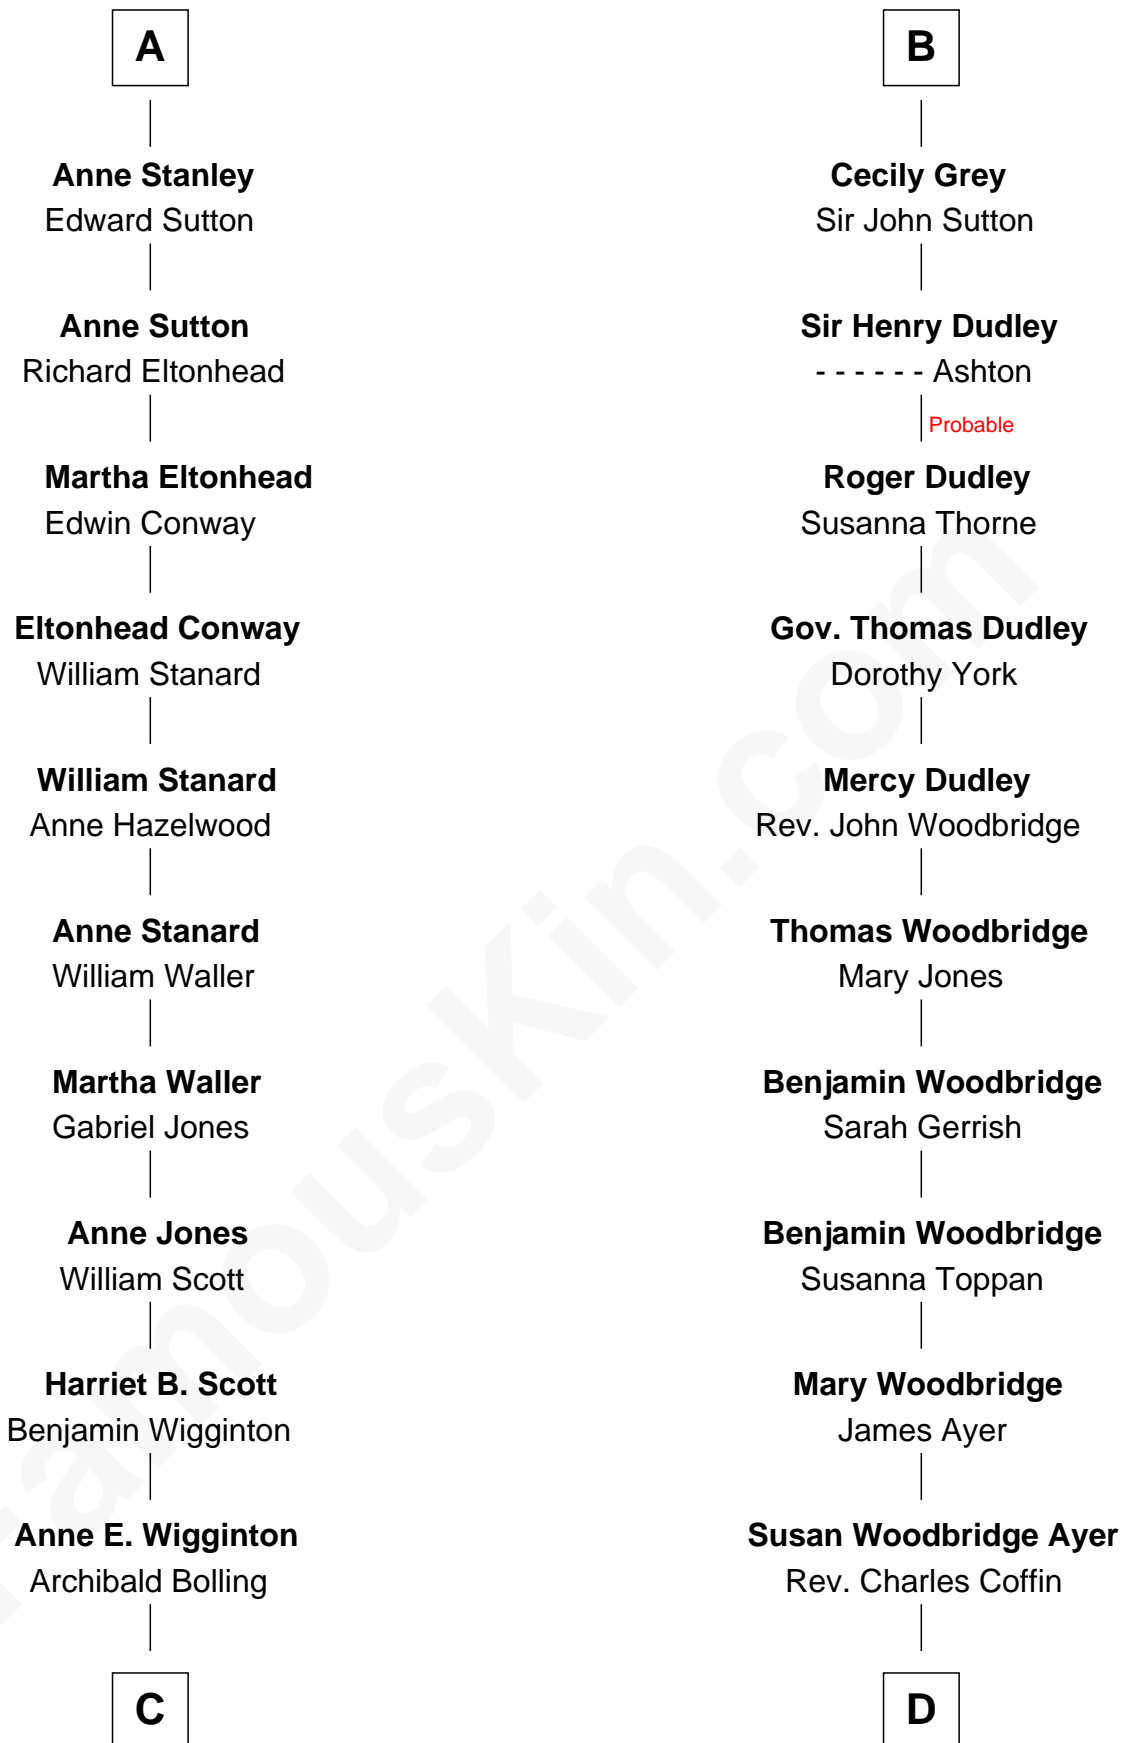 A
Anne Stanley
Edward Sutton
Anne Sutton
Richard Eltonhead
Martha Eltonhead
Edwin Conway
Eltonhead Conway
William Stanard
William Stanard
Anne Hazelwood
Anne Stanard
William Waller
Martha Waller
Gabriel Jones
Anne Jones
William Scott
Harriet B. Scott
Benjamin Wigginton
Anne E. Wigginton
Archibald Bolling
C
B
Cecily Grey
Sir John Sutton
Sir Henry Dudley
- - - - - - Ashton
Probable
Roger Dudley
Susanna Thorne
Gov. Thomas Dudley
Dorothy York
Mercy Dudley
Rev. John Woodbridge
Thomas Woodbridge
Mary Jones
Benjamin Woodbridge
Sarah Gerrish
Benjamin Woodbridge
Susanna Toppan
Mary Woodbridge
James Ayer
Susan Woodbridge Ayer
Rev. Charles Coffin
D
FamousKin.com